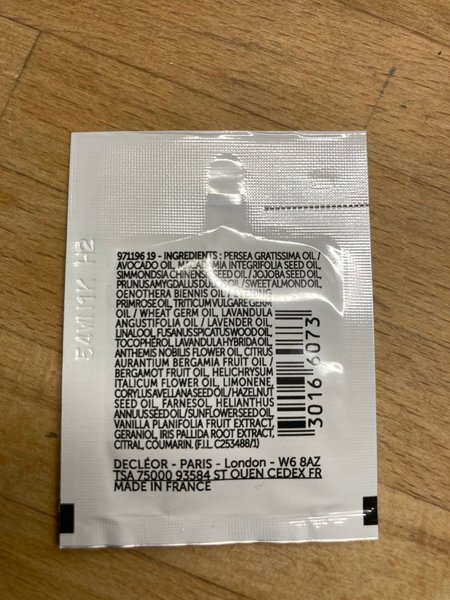 971196 19 - INGREDIENTS : PERSEA GRATISSIMA OIL /
AVOCADO OIL, MACADAMIA INTEGRIFOLIA SEED OIL,
SIMMONDSIA CHINENSIS SEED OIL / JOJOBA SEED OIL,
PRUNUS AMYGDALUS DULCIS OIL / SWEET ALMOND OIL,
OENOTHERA BIENNIS OIL / EVENING
PRIMROSE OIL, TRITICUM VULGARE GERM
OIL / WHEAT GERM OIL, LAVANDULA
ANGUSTIFOLIA OIL / LAVENDER OIL,
LINALOOL, FUSANUS SPICATUS WOOD OIL,
TOCOPHEROL, LAVANDULA HYBRIDA OIL,
ANTHEMIS NOBILIS FLOWER OIL, CITRUS
AURANTIUM BERGAMIA FRUIT OIL /
BERGAMOT FRUIT OIL, HELICHRYSUM
ITALICUM FLOWER OIL, LIMONENE,
CORYLUS AVELLANA SEED OIL / HAZELNUT
SEED OIL, FARNESOL, HELIANTHUS
ANNUUS SEED OIL / SUNFLOWER SEED OIL,
VANILLA PLANIFOLIA FRUIT EXTRACT,
GERANIOL, IRIS PALLIDA ROOT EXTRACT,
CITRAL, COUMARIN. (F.I.L. C253488/1)
DECLÉOR - PARIS - London - W6 8AZ
TSA 75000 93584 ST OUEN CEDEX FR
MADE IN FRANCE
3016 6073